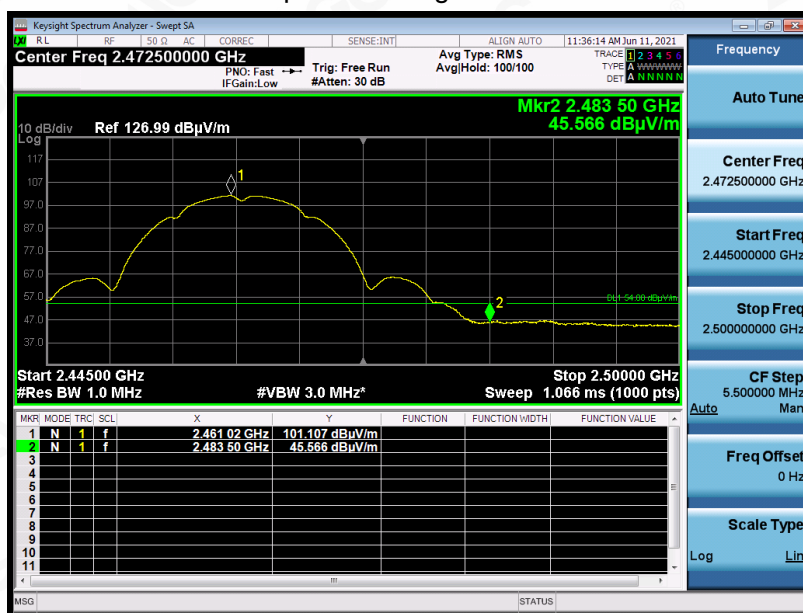 Keysight Spectrum Analyzer - Swept SA
LXI RL RF 50 Ω AC CORREC SENSE:INT ALIGN AUTO 11:36:14 AM Jun 11, 2021
Center Freq 2.472500000 GHz
PNO: Fast
IFGain:Low
Trig: Free Run
#Atten: 30 dB
Avg Type: RMS
Avg|Hold: 100/100
TRACE 1 2 3 4 5 6
TYPE A WWWWW
DET A N N N N N
Mkr2 2.483 50 GHz
45.566 dBµV/m
10 dB/div Ref 126.99 dBµV/m
Log
117
107
97.0
87.0
77.0
67.0
57.0
47.0
37.0
1
2
DL1 54.00 dBµV/m
Start 2.44500 GHz Stop 2.50000 GHz
#Res BW 1.0 MHz #VBW 3.0 MHz* Sweep 1.066 ms (1000 pts)
MKR MODE TRC SCL X Y FUNCTION FUNCTION WIDTH FUNCTION VALUE
1 N 1 f 2.461 02 GHz 101.107 dBµV/m
2 N 1 f 2.483 50 GHz 45.566 dBµV/m
3
4
5
6
7
8
9
10
11
MSG STATUS
Frequency
Auto Tune
Center Freq
2.472500000 GHz
Start Freq
2.445000000 GHz
Stop Freq
2.500000000 GHz
CF Step
5.500000 MHz
Auto Man
Freq Offset
0 Hz
Scale Type
Log Lin